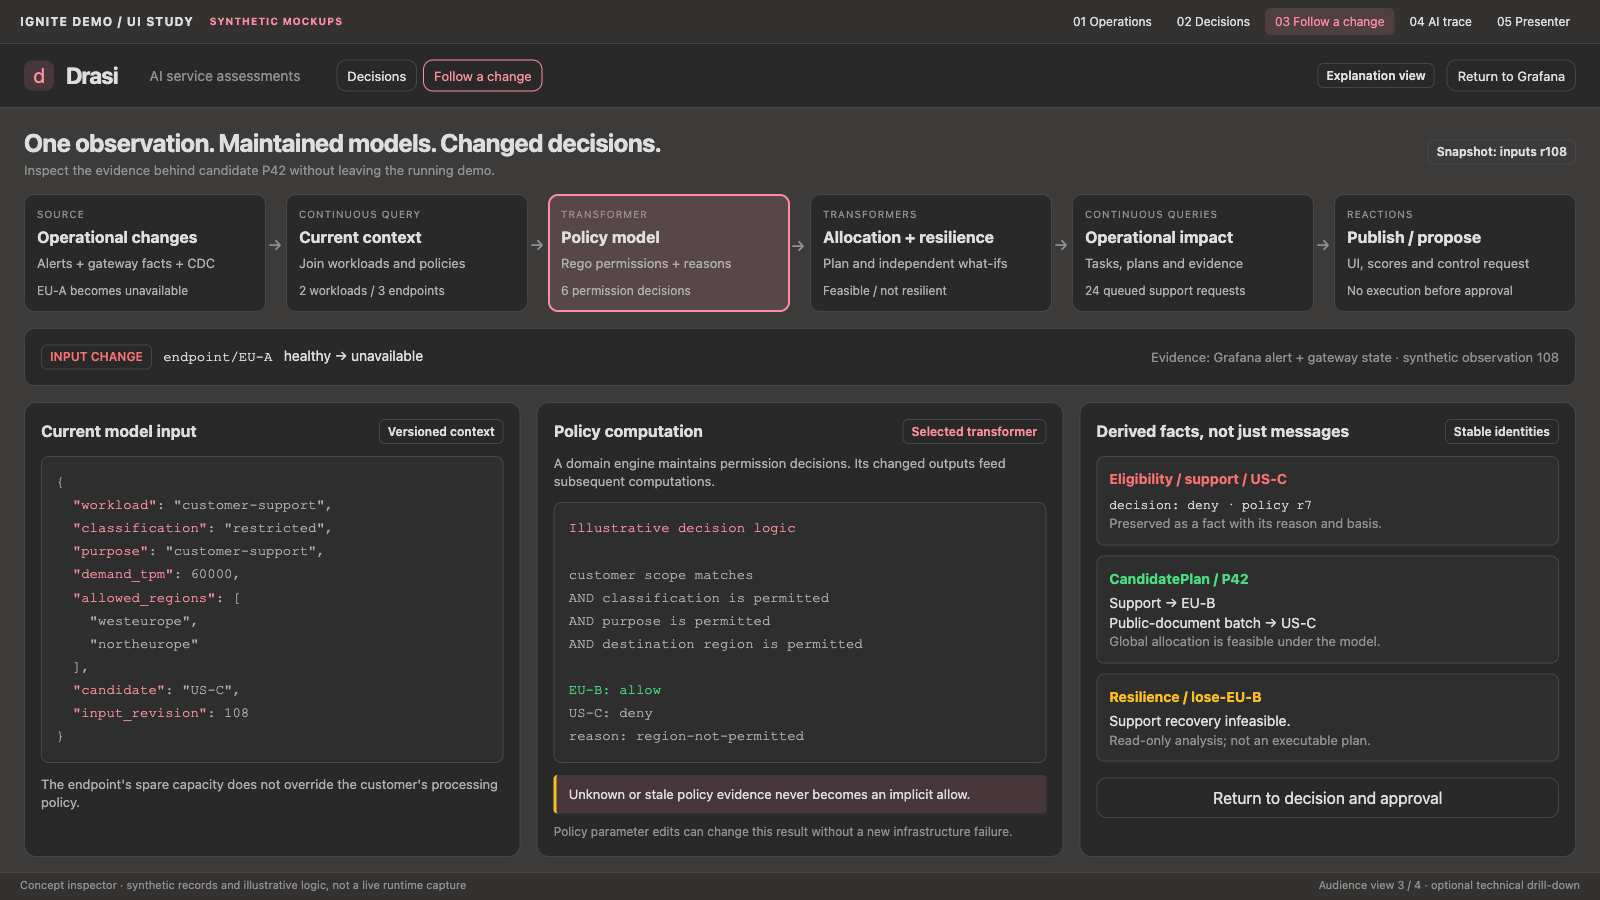 IGNITE DEMO / UI STUDY SYNTHETIC MOCKUPS 01 Operations 02 Decisions 03 Follow a change 04 AI trace 05 Presenter
d Drasi AI service assessments Decisions Follow a change Explanation view Return to Grafana
One observation. Maintained models. Changed decisions.
Inspect the evidence behind candidate P42 without leaving the running demo.
Snapshot: inputs r108
SOURCE
Operational changes
Alerts + gateway facts + CDC
EU-A becomes unavailable
→
CONTINUOUS QUERY
Current context
Join workloads and policies
2 workloads / 3 endpoints
→
TRANSFORMER
Policy model
Rego permissions + reasons
6 permission decisions
→
TRANSFORMERS
Allocation + resilience
Plan and independent what-ifs
Feasible / not resilient
→
CONTINUOUS QUERIES
Operational impact
Tasks, plans and evidence
24 queued support requests
→
REACTIONS
Publish / propose
UI, scores and control request
No execution before approval
INPUT CHANGE endpoint/EU-A healthy → unavailable
Evidence: Grafana alert + gateway state · synthetic observation 108
Current model input
Versioned context
{
"workload": "customer-support",
"classification": "restricted",
"purpose": "customer-support",
"demand_tpm": 60000,
"allowed_regions": [
"westeurope",
"northeurope"
],
"candidate": "US-C",
"input_revision": 108
}
The endpoint's spare capacity does not override the customer's processing
policy.
Policy computation
Selected transformer
A domain engine maintains permission decisions. Its changed outputs feed
subsequent computations.
Illustrative decision logic
customer scope matches
AND classification is permitted
AND purpose is permitted
AND destination region is permitted
EU-B: allow
US-C: deny
reason: region-not-permitted
Unknown or stale policy evidence never becomes an implicit allow.
Policy parameter edits can change this result without a new infrastructure failure.
Derived facts, not just messages
Stable identities
Eligibility / support / US-C
decision: deny · policy r7
Preserved as a fact with its reason and basis.
CandidatePlan / P42
Support → EU-B
Public-document batch → US-C
Global allocation is feasible under the model.
Resilience / lose-EU-B
Support recovery infeasible.
Read-only analysis; not an executable plan.
Return to decision and approval
Concept inspector · synthetic records and illustrative logic, not a live runtime capture
Audience view 3 / 4 · optional technical drill-down